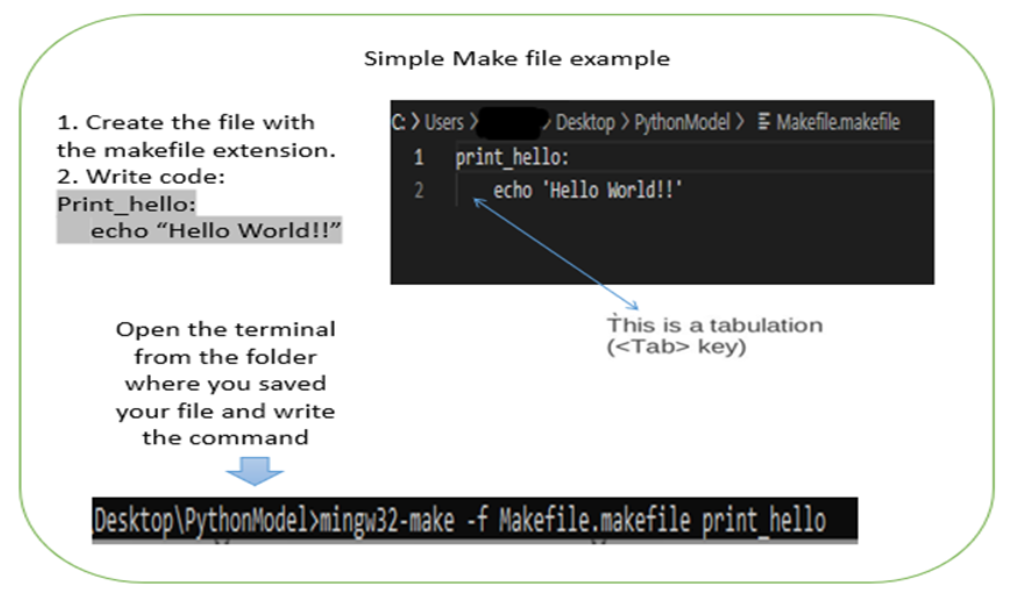 Simple Make file example
1. Create the file with
the makefile extension.
2. Write code:
Print_hello:
echo “Hello World!!”
C: > Users > > Desktop > PythonModel > Makefile.makefile
1 print_hello:
2 echo 'Hello World!!'
This is a tabulation
(<Tab> key)
Open the terminal
from the folder
where you saved
your file and write
the command
Desktop\PythonModel>mingw32-make -f Makefile.makefile print_hello